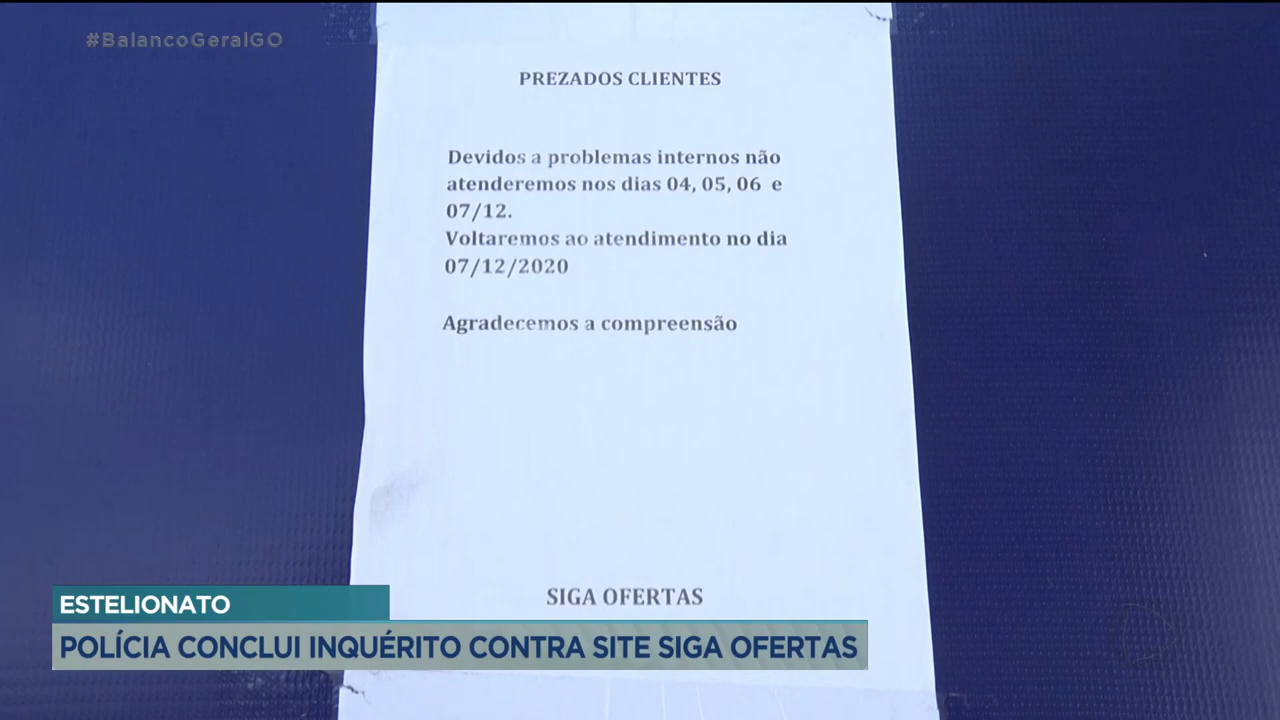 #BalancoGeralGO
PREZADOS CLIENTES
Devidos a problemas internos não
atenderemos nos dias 04, 05, 06 e
07/12.
Voltaremos ao atendimento no dia
07/12/2020
Agradecemos a compreensão
SIGA OFERTAS
ESTELIONATO
POLÍCIA CONCLUI INQUÉRITO CONTRA SITE SIGA OFERTAS